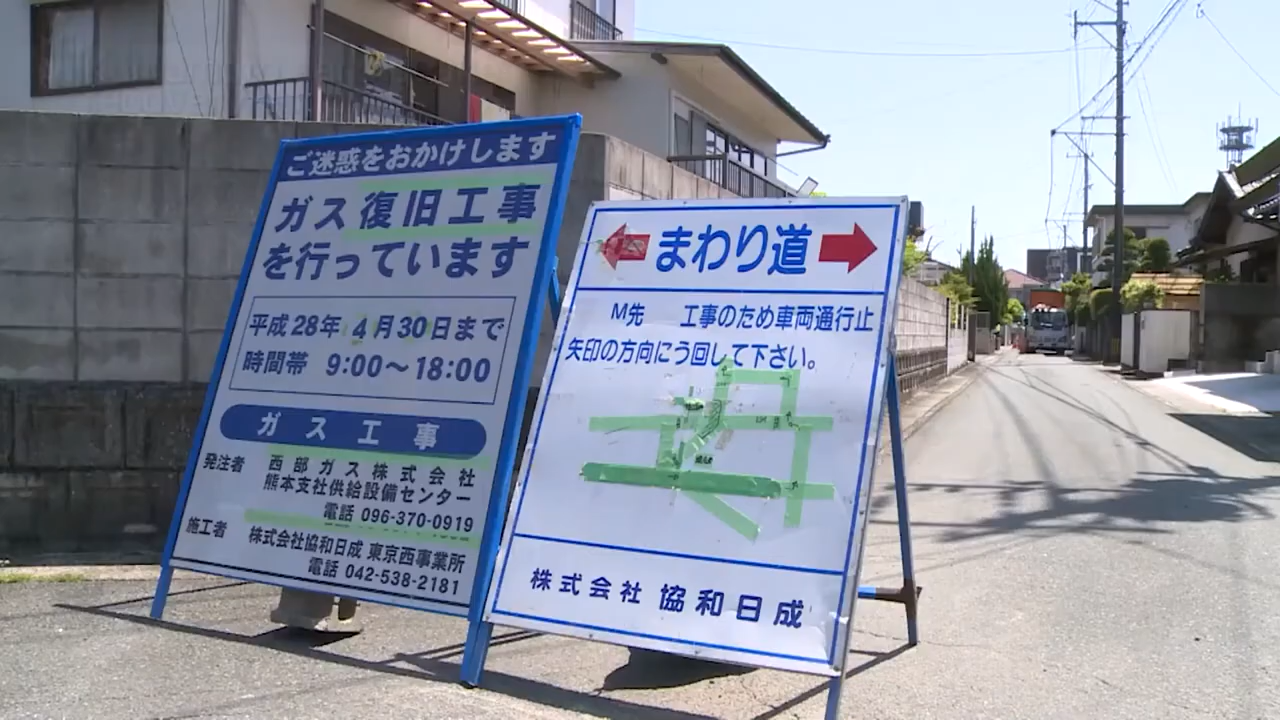 ご迷惑をおかけします
ガス復旧工事
を行っています
平成28年 4月30日まで
時間帯 9:00〜18:00
ガス工事
発注者 西部ガス株式会社
熊本支社供給設備センター
電話 096-370-0919
施工者 株式会社協和日成 東京西事業所
電話 042-538-2181
まわり道
M先 工事のため車両通行止
矢印の方向にう回して下さい。
株式会社 協和日成